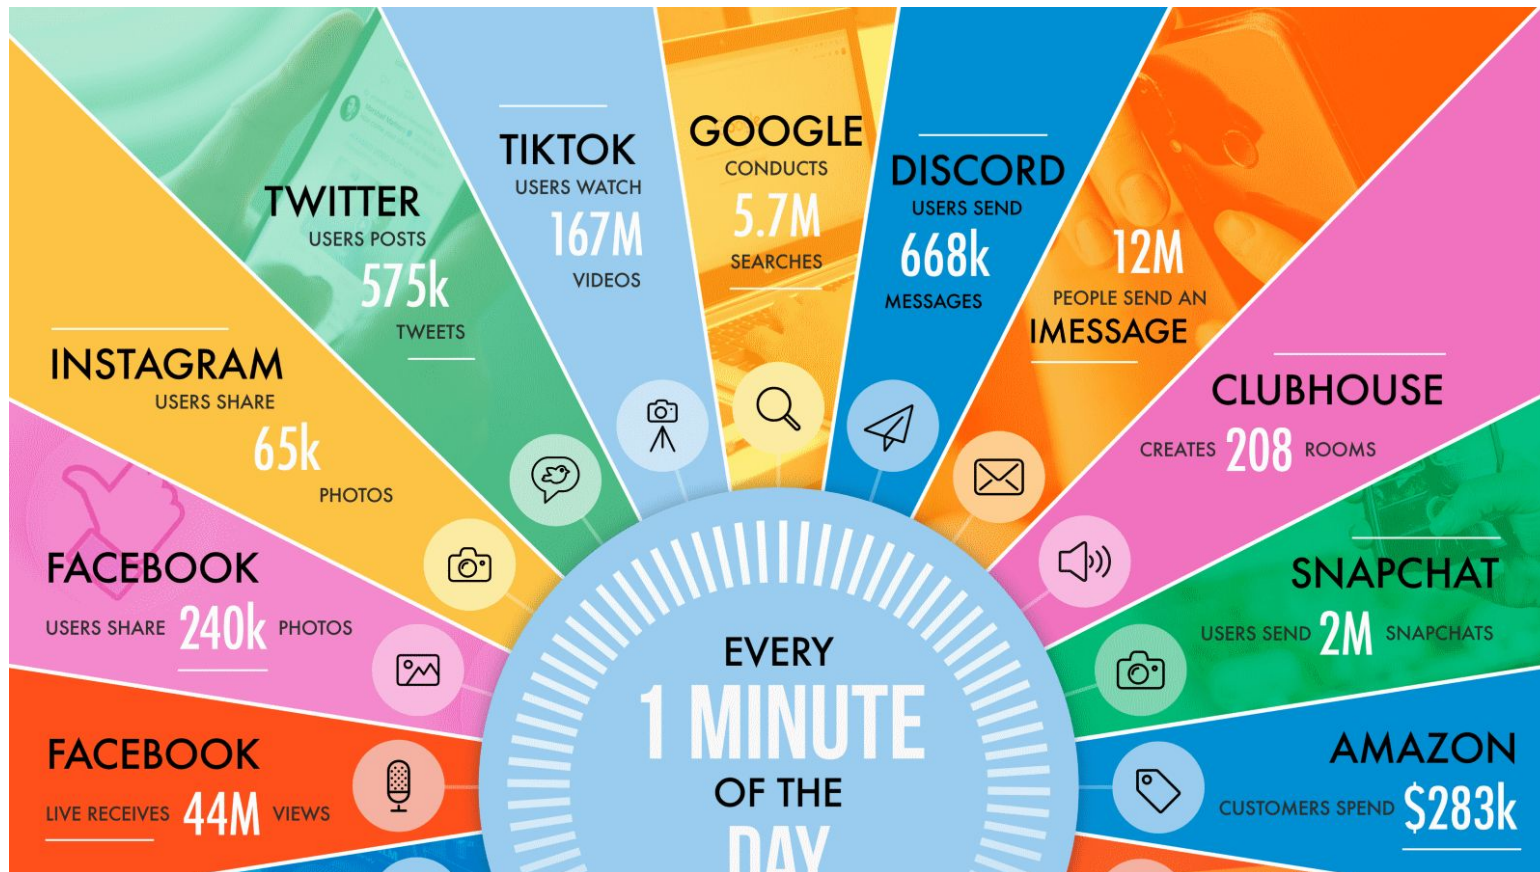 FACEBOOK
LIVE RECEIVES 44M VIEWS
FACEBOOK
USERS SHARE 240k PHOTOS
INSTAGRAM
USERS SHARE
65k
PHOTOS
TWITTER
USERS POSTS
575k
TWEETS
TIKTOK
USERS WATCH
167M
VIDEOS
GOOGLE
CONDUCTS
5.7M
SEARCHES
DISCORD
USERS SEND
668k
MESSAGES
12M
PEOPLE SEND AN
IMESSAGE
CLUBHOUSE
CREATES 208 ROOMS
SNAPCHAT
USERS SEND 2M SNAPCHATS
AMAZON
CUSTOMERS SPEND $283k
EVERY
1 MINUTE
OF THE
DAY